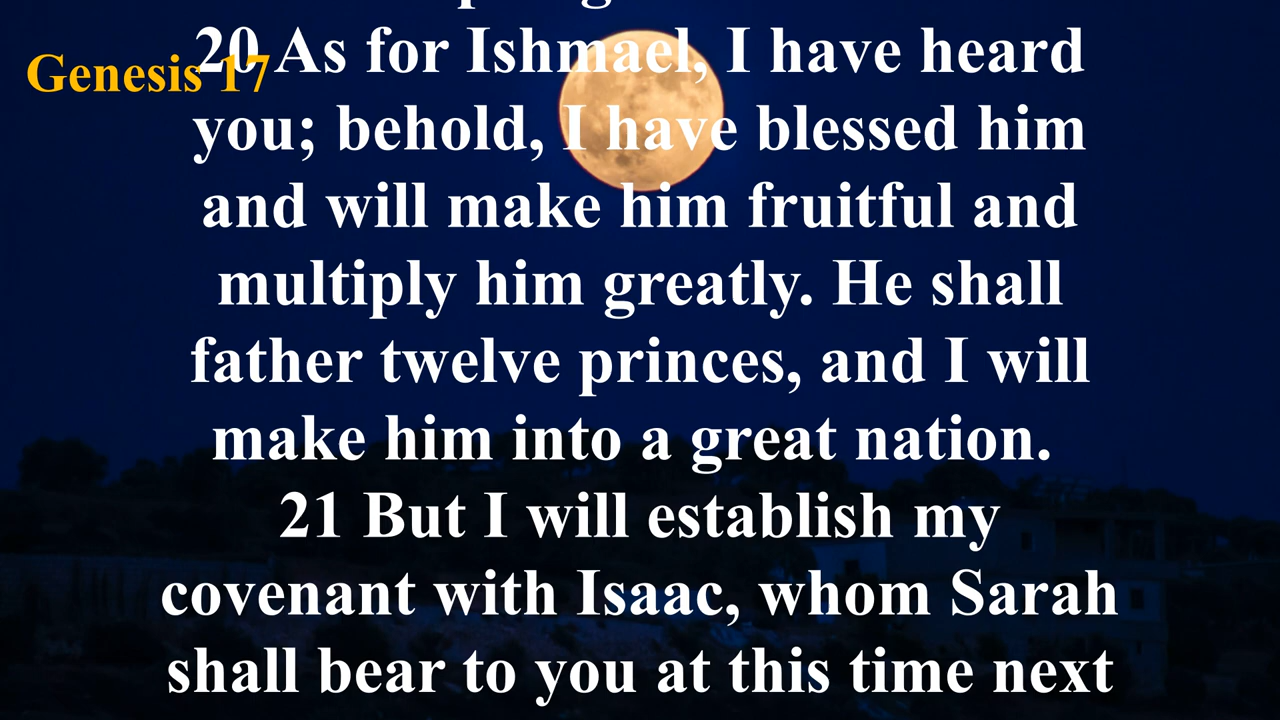 Genesis 17
20 As for Ishmael, I have heard
you; behold, I have blessed him
and will make him fruitful and
multiply him greatly. He shall
father twelve princes, and I will
make him into a great nation.
21 But I will establish my
covenant with Isaac, whom Sarah
shall bear to you at this time next